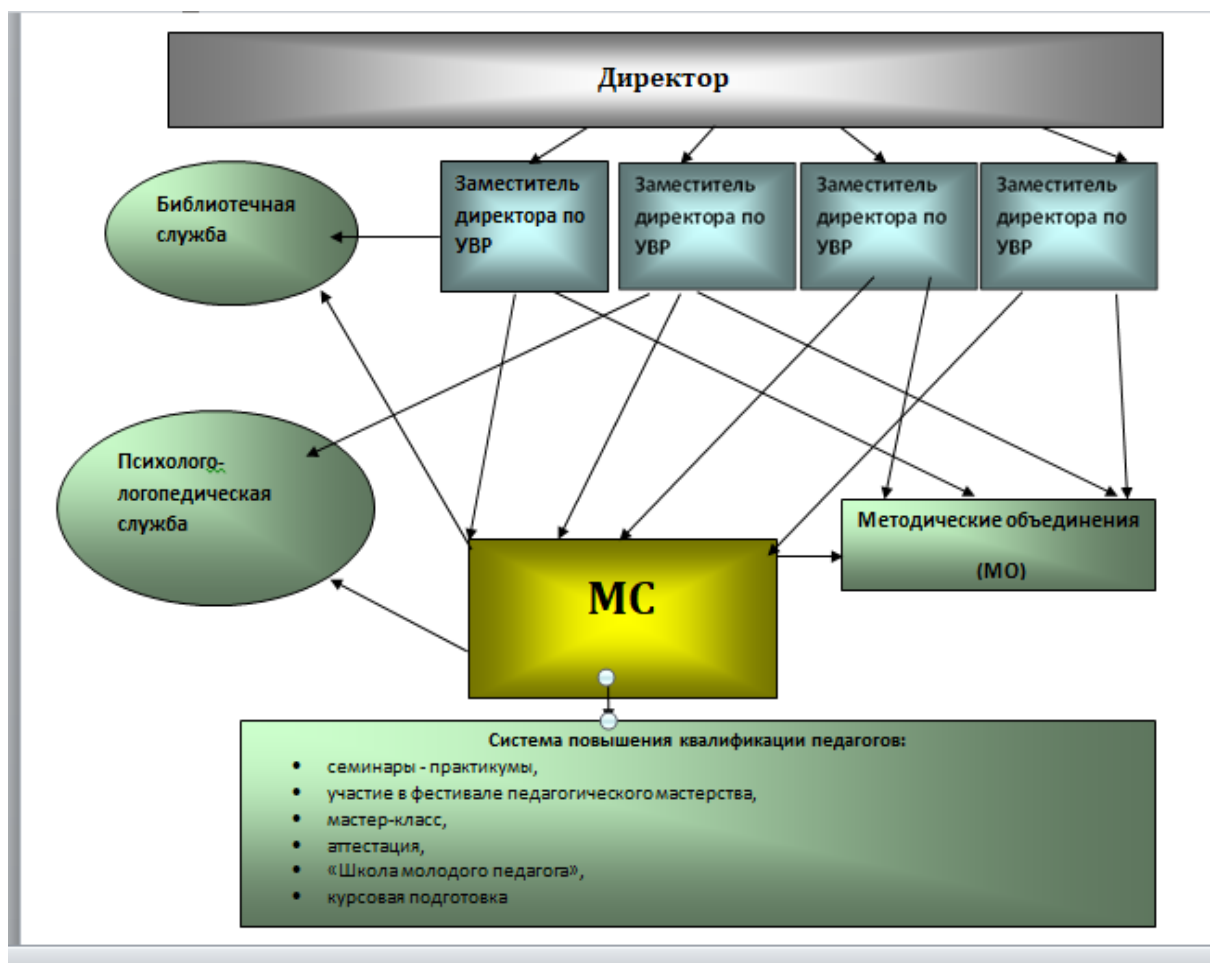 Директор
Заместитель
директора по
УВР
Заместитель
директора по
УВР
Заместитель
директора по
УВР
Заместитель
директора по
УВР
Библиотечная
служба
Психолого-
логопедическая
служба
Методические объединения
(МО)
МС
Система повышения квалификации педагогов:
• семинары - практикумы,
• участие в фестивале педагогического мастерства,
• мастер-класс,
• аттестация,
• «Школа молодого педагога»,
• курсовая подготовка